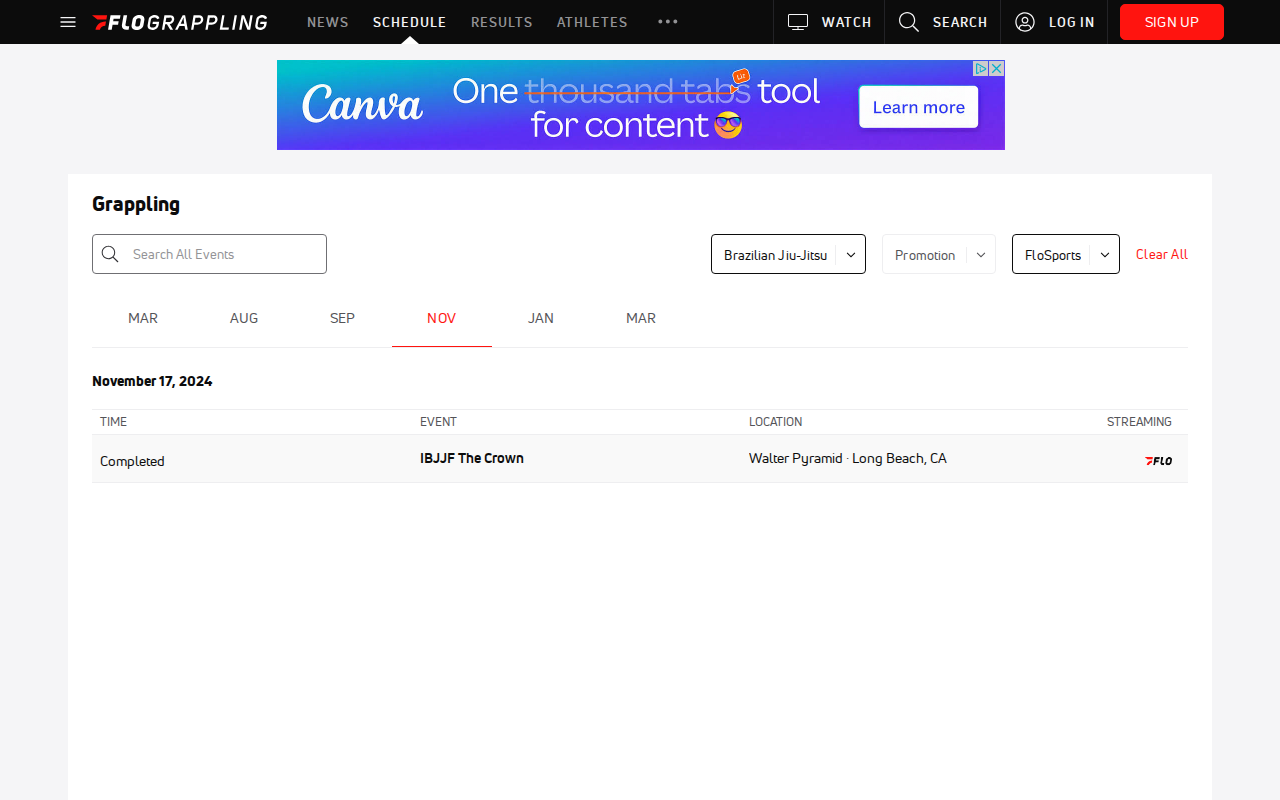 FLOGRAPPLING NEWS SCHEDULE RESULTS ATHLETES WATCH SEARCH LOG IN SIGN UP
Canva
One thousand tabs tool
for content
Learn more
Grappling
Search All Events
Brazilian Jiu-Jitsu
Promotion
FloSports
Clear All
MAR AUG SEP NOV JAN MAR
November 17, 2024
TIME EVENT LOCATION STREAMING
Completed IBJJF The Crown Walter Pyramid · Long Beach, CA FLO